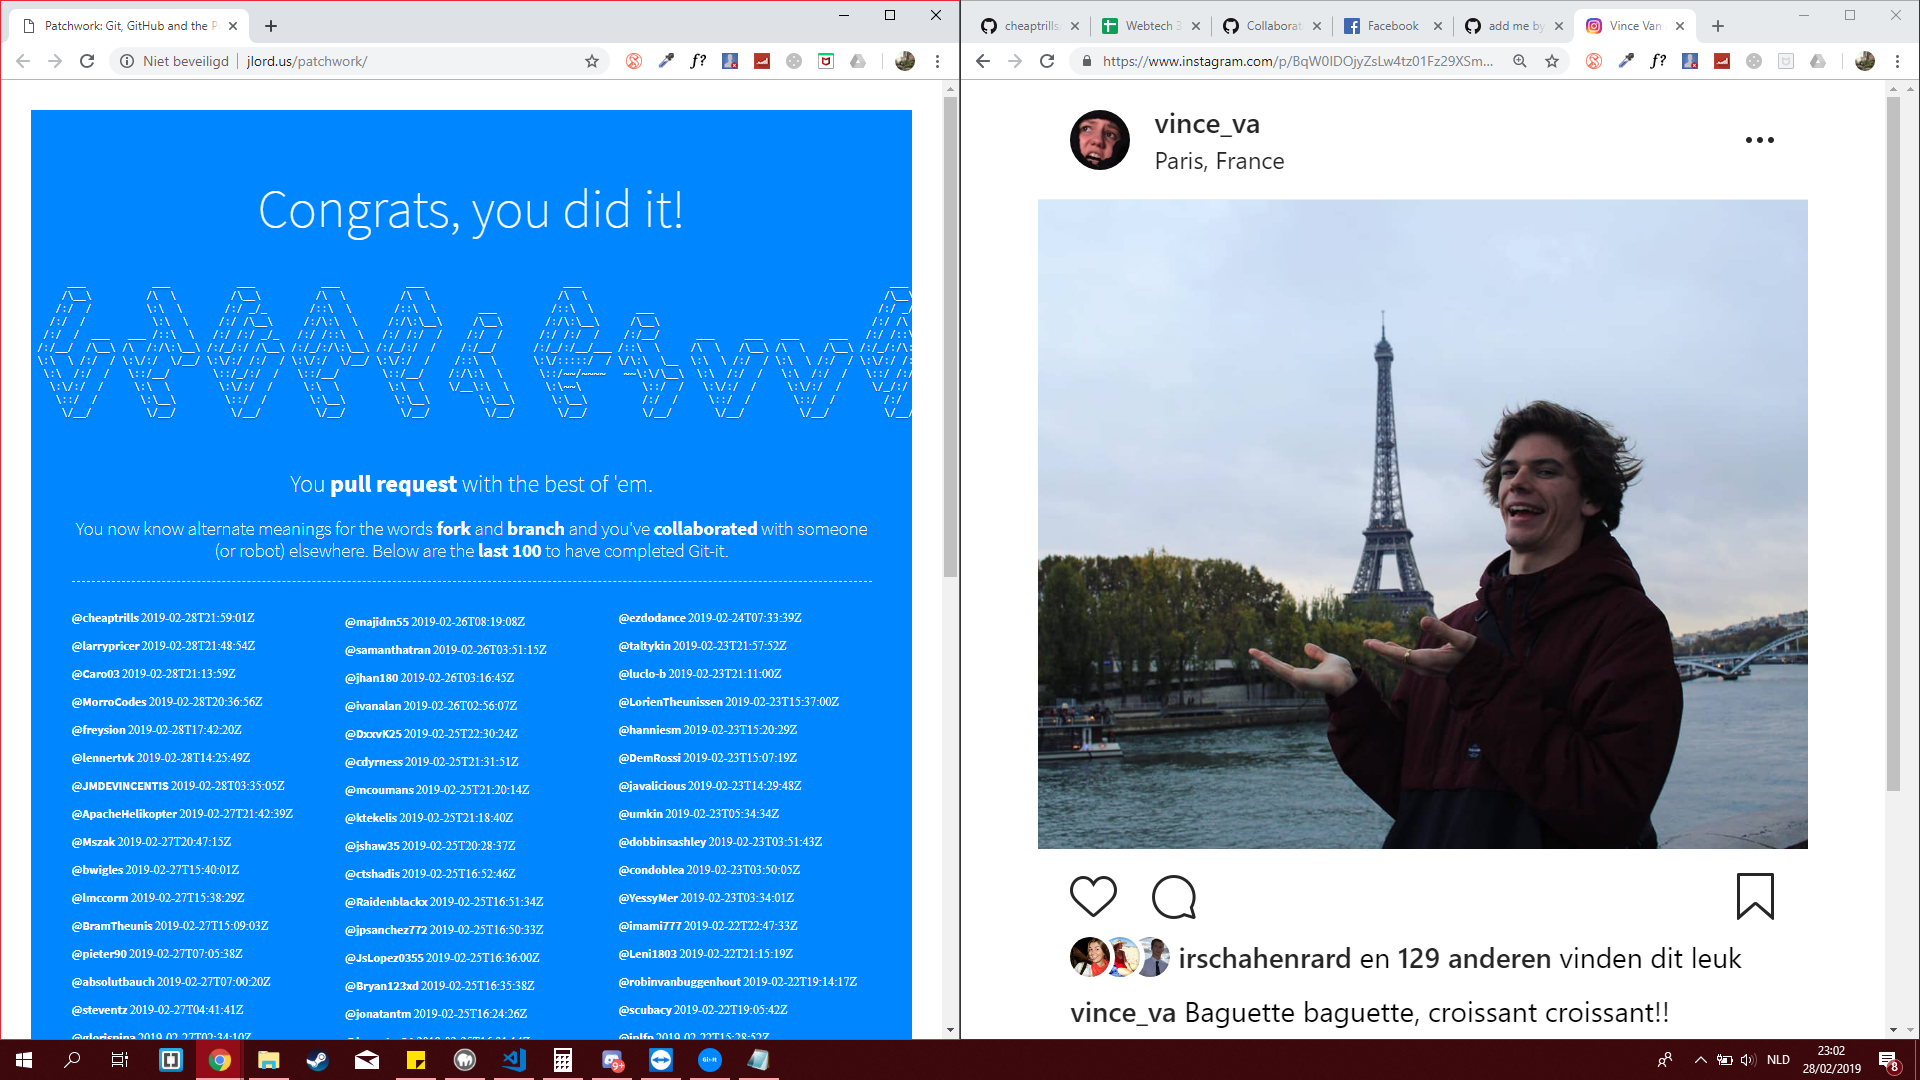 Patchwork: Git, GitHub and the P
Niet beveiligd
jlord.us/patchwork/
Congrats, you did it!
You pull request with the best of 'em.
You now know alternate meanings for the words fork and branch and you've collaborated with someone
(or robot) elsewhere. Below are the last 100 to have completed Git-it.
@cheaptrills 2019-02-28T21:59:01Z
@larrypricer 2019-02-28T21:48:54Z
@Caro03 2019-02-28T21:13:59Z
@MorroCodes 2019-02-28T20:36:56Z
@freysion 2019-02-28T17:42:20Z
@lennertvk 2019-02-28T14:25:49Z
@JMDEVINCENTIS 2019-02-28T03:35:05Z
@ApacheHelikopter 2019-02-27T21:42:39Z
@Mszak 2019-02-27T20:47:15Z
@bwigles 2019-02-27T15:40:01Z
@lmccorm 2019-02-27T15:38:29Z
@BramTheunis 2019-02-27T15:09:03Z
@pieter90 2019-02-27T07:05:38Z
@absolutbauch 2019-02-27T07:00:20Z
@steventz 2019-02-27T04:41:41Z
@glorispina 2019-02-27T02:34:10Z
@majidm55 2019-02-26T08:19:08Z
@samanthatran 2019-02-26T03:51:15Z
@jhan180 2019-02-26T03:16:45Z
@ivanalan 2019-02-26T02:56:07Z
@DxxvK25 2019-02-25T22:30:24Z
@cdyrness 2019-02-25T21:31:51Z
@mcoumans 2019-02-25T21:20:14Z
@ktekelis 2019-02-25T21:18:40Z
@jshaw35 2019-02-25T20:28:37Z
@ctshadis 2019-02-25T16:52:46Z
@Raidenblackx 2019-02-25T16:51:34Z
@jpsanchez772 2019-02-25T16:50:33Z
@JsLopez0355 2019-02-25T16:36:00Z
@Bryan123xd 2019-02-25T16:35:38Z
@jonatantm 2019-02-25T16:24:26Z
@ezdodance 2019-02-24T07:33:39Z
@taltykin 2019-02-23T21:57:52Z
@luclo-b 2019-02-23T21:11:00Z
@LorienTheunissen 2019-02-23T15:37:00Z
@hanniesm 2019-02-23T15:20:29Z
@DemRossi 2019-02-23T15:07:19Z
@javalicious 2019-02-23T14:29:48Z
@umkin 2019-02-23T05:34:34Z
@dobbinsashley 2019-02-23T03:51:43Z
@condoblea 2019-02-23T03:50:05Z
@YessyMer 2019-02-23T03:34:01Z
@imami777 2019-02-22T22:47:33Z
@Leni1803 2019-02-22T21:15:19Z
@robinvanbuggenhout 2019-02-22T19:14:17Z
@scubacy 2019-02-22T19:05:42Z
2019-02-22T15:28:52Z
cheaptrills
Webtech 3
Collaborat
Facebook
add me by
Vince Van
https://www.instagram.com/p/BqW0IDOjyZsLw4tz01Fz29XSm...
vince_va
Paris, France
irschahenrard en 129 anderen vinden dit leuk
vince_va Baguette baguette, croissant croissant!!
Git-it
9+
NLD
23:02
28/02/2019
8